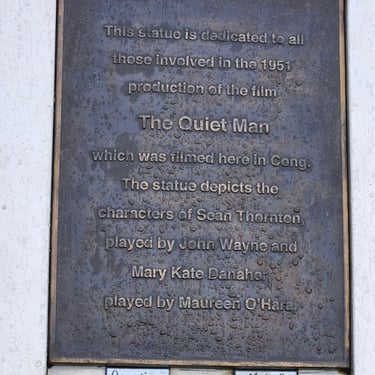 This statue is dedicated to all
those involved in the 1951
production of the film
The Quiet Man
which was filmed here in Cong.
The statue depicts the
characters of Sean Thornton,
played by John Wayne and
Mary Kate Danaher,
played by Maureen O'Hara.